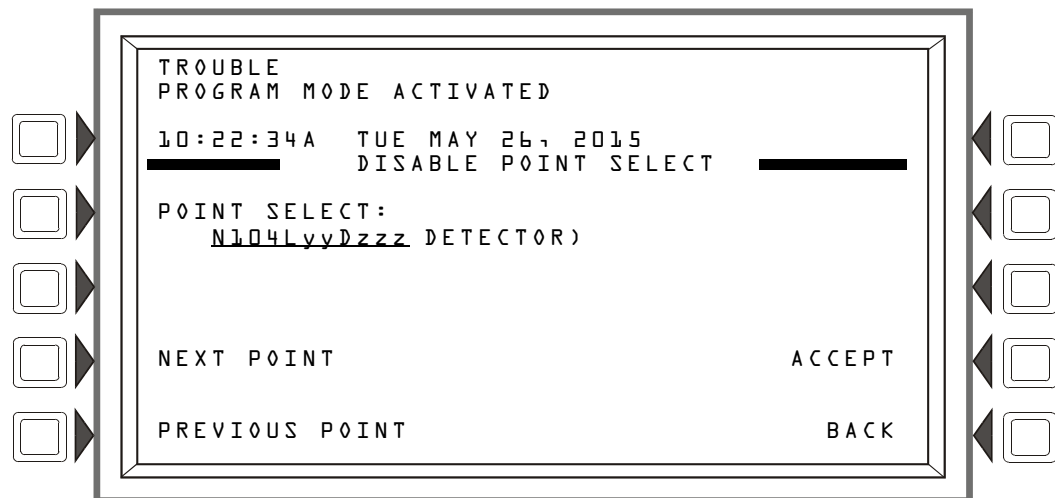 TROUBLE
PROGRAM MODE ACTIVATED
10:22:34A TUE MAY 26, 2015
DISABLE POINT SELECT
POINT SELECT:
N104LyyDzzz DETECTOR)
NEXT POINT
ACCEPT
PREVIOUS POINT
BACK